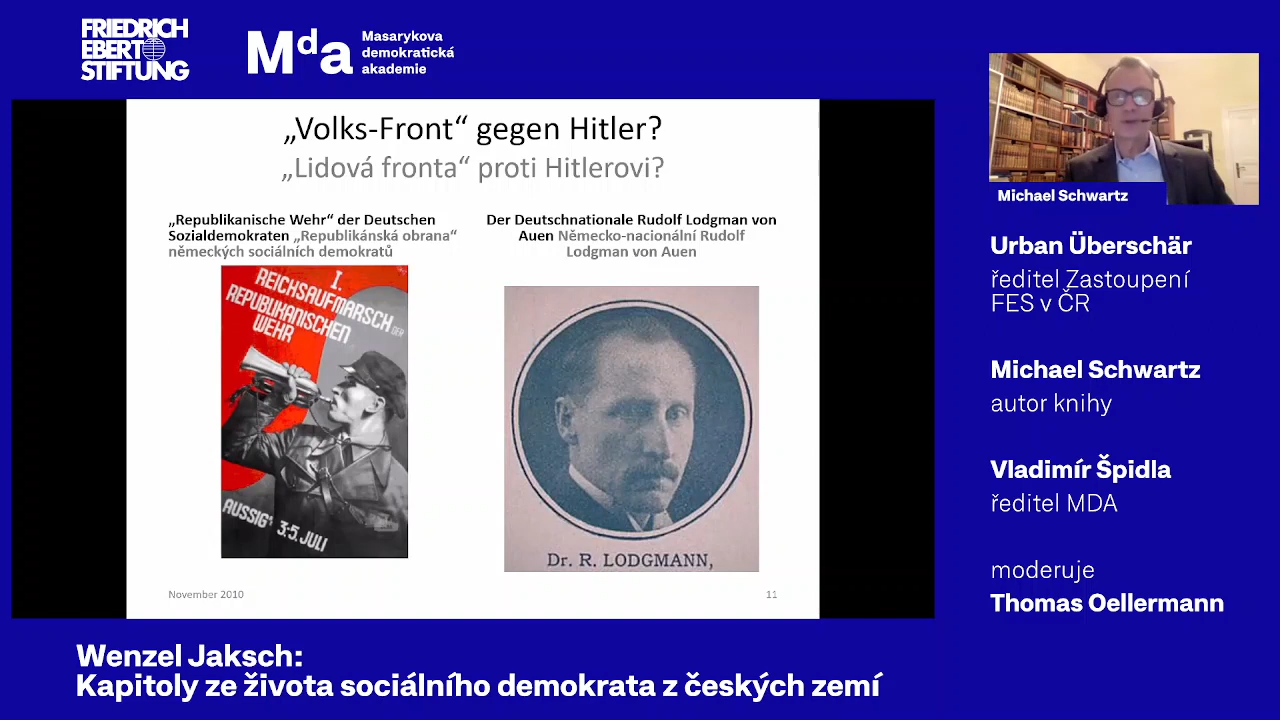 FRIEDRICH
EBERT
STIFTUNG
Mda
Masarykova
demokratická
akademie
„Volks-Front“ gegen Hitler?
„Lidová fronta“ proti Hitlerovi?
„Republikanische Wehr“ der Deutschen
Sozialdemokraten „Republikánská obrana“
německých sociálních demokratů
I.
REICHSAUFMARSCH DER
REPUBLIKANISCHEN
WEHR
AUSSIG 3.-5. JULI
Der Deutschnationale Rudolf Lodgman von
Auen Německo-nacionální Rudolf
Lodgman von Auen
Dr. R. LODGMANN,
November 2010
11
Michael Schwartz
Urban Überschär
ředitel Zastoupení
FES v ČR
Michael Schwartz
autor knihy
Vladimír Špidla
ředitel MDA
moderuje
Thomas Oellermann
Wenzel Jaksch:
Kapitoly ze života sociálního demokrata z českých zemí